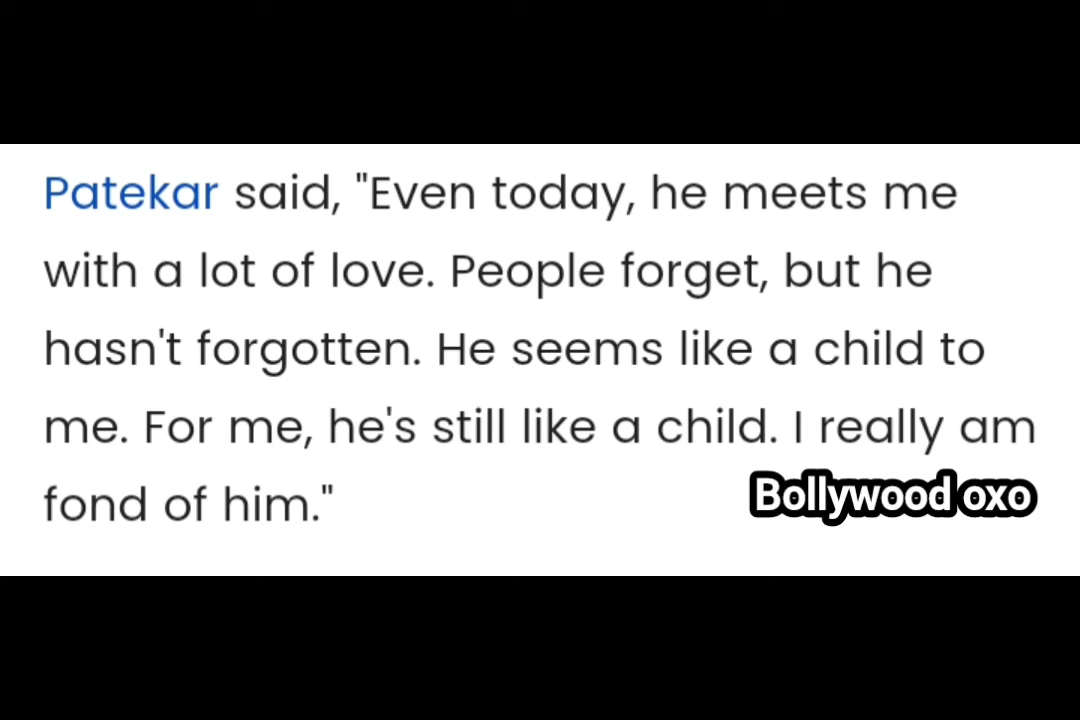 Patekar said, "Even today, he meets me
with a lot of love. People forget, but he
hasn't forgotten. He seems like a child to
me. For me, he's still like a child. I really am
fond of him."
Bollywood oxo